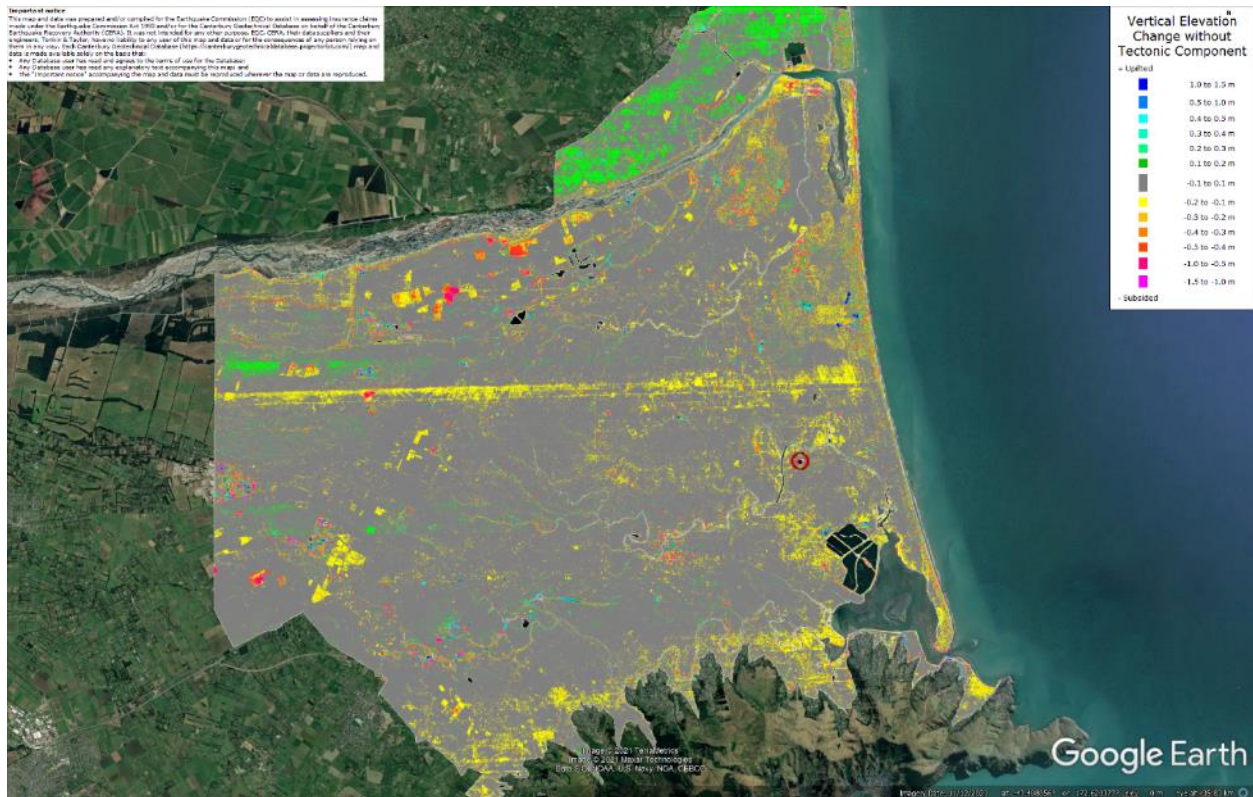 Important notice
This map and data was prepared and/or compiled for the Earthquake Commission (EQC) to assist in assessing insurance claims
made under the Earthquake Commission Act 1993 and/or for the Canterbury Geotechnical Database on behalf of the Canterbury
Earthquake Recovery Authority (CERA). It was not intended for any other purpose. EQC, CERA, their data suppliers and their
engineers, Tonkin & Taylor, have no liability to any user of this map and data or for the consequences of any person relying on
them in any way. Each Canterbury Geotechnical Database map and
data is made available solely on the basis that:
• Any Database user has read and agrees to the terms of use for the Database;
• Any Database user has read any explanatory text accompanying this map; and
• The "Important notice" accompanying the map and data must be reproduced wherever the map or data are reproduced.
N
Vertical Elevation
Change without
Tectonic Component
+ Uplifted
1.0 to 1.5 m
0.5 to 1.0 m
0.4 to 0.5 m
0.3 to 0.4 m
0.2 to 0.3 m
0.1 to 0.2 m
-0.1 to 0.1 m
-0.2 to -0.1 m
-0.3 to -0.2 m
-0.4 to -0.3 m
-0.5 to -0.4 m
-1.0 to -0.5 m
-1.5 to -1.0 m
- Subsided
Image © 2021 TerraMetrics
Image © 2021 Maxar Technologies
Data SIO, NOAA, U.S. Navy, NGA, GEBCO
Google Earth
Imagery Date: